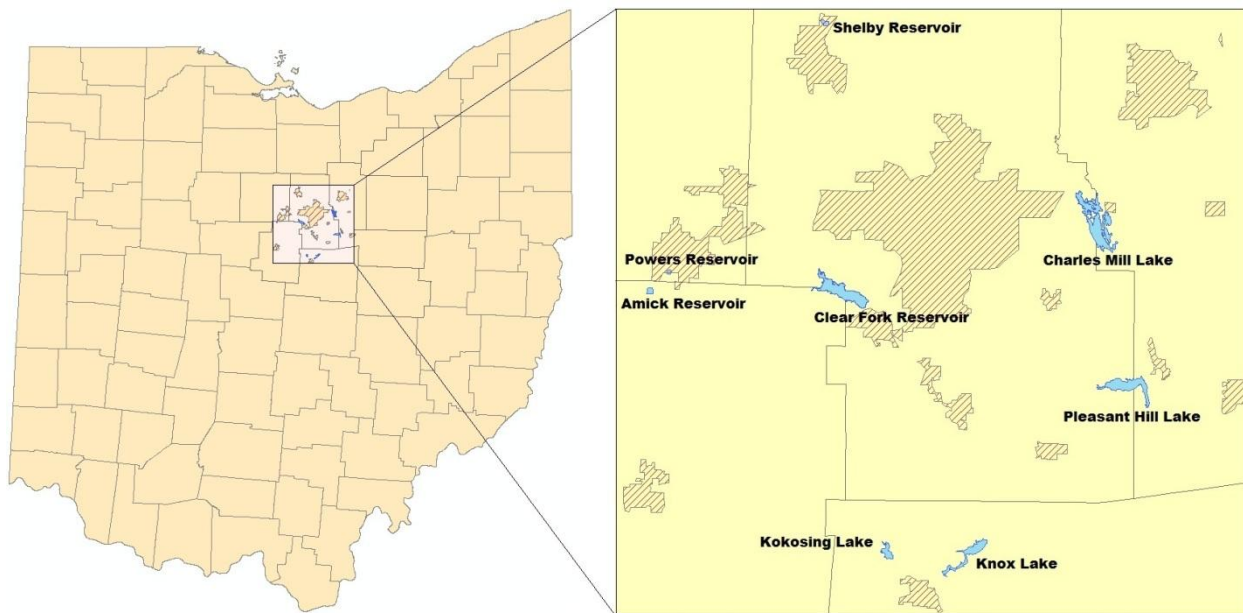 Shelby Reservoir
Powers Reservoir
Charles Mill Lake
Amick Reservoir
Clear Fork Reservoir
Pleasant Hill Lake
Kokosing Lake
Knox Lake